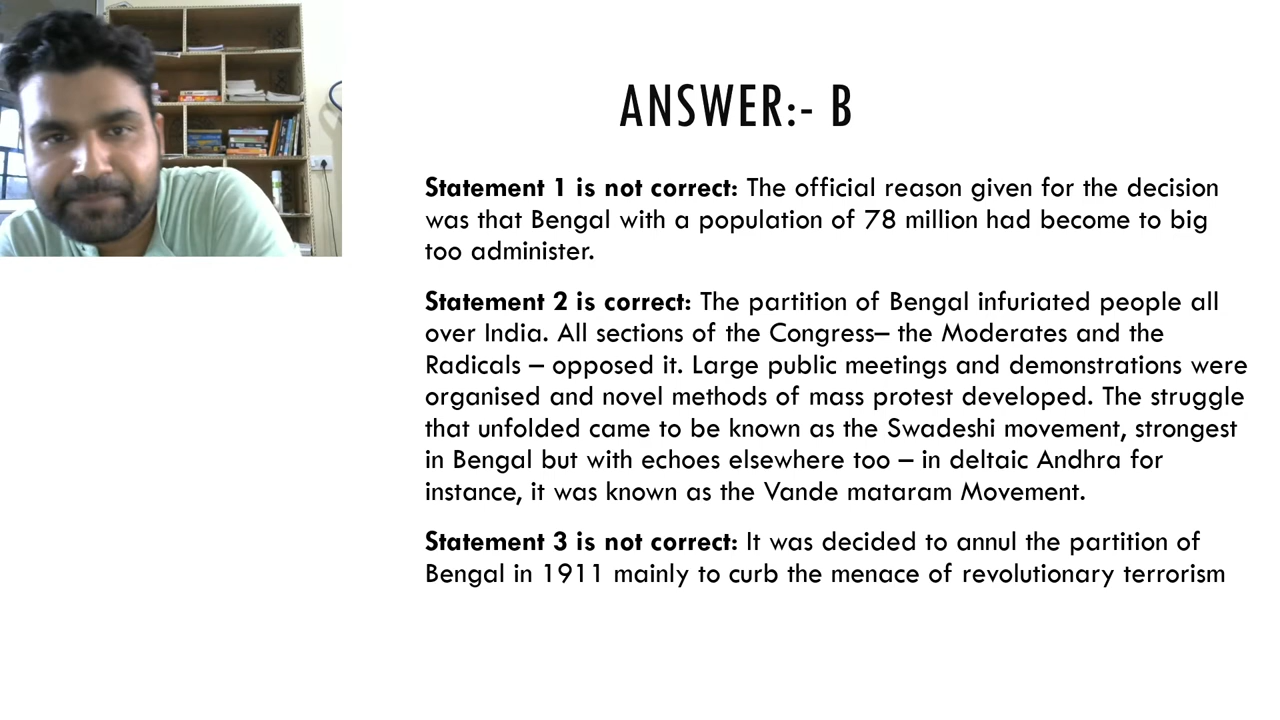 ANSWER:- B
Statement 1 is not correct: The official reason given for the decision
was that Bengal with a population of 78 million had become to big
too administer.
Statement 2 is correct: The partition of Bengal infuriated people all
over India. All sections of the Congress– the Moderates and the
Radicals – opposed it. Large public meetings and demonstrations were
organised and novel methods of mass protest developed. The struggle
that unfolded came to be known as the Swadeshi movement, strongest
in Bengal but with echoes elsewhere too – in deltaic Andhra for
instance, it was known as the Vande mataram Movement.
Statement 3 is not correct: It was decided to annul the partition of
Bengal in 1911 mainly to curb the menace of revolutionary terrorism